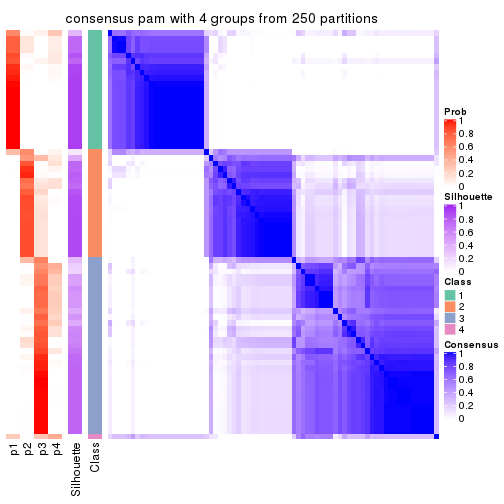 consensus pam with 4 groups from 250 partitions
Prob
1
0.8
0.6
0.4
0.2
0
Silhouette
1
0.8
0.6
0.4
0.2
0
Class
1
2
3
4
Consensus
1
0.8
0.6
0.4
0.2
0
p1
p2
p3
p4
Silhouette
Class